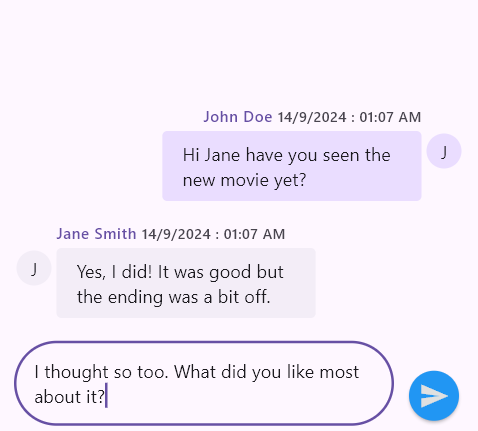 John Doe 14/9/2024 : 01:07 AM
Hi Jane have you seen the
new movie yet?
J
Jane Smith 14/9/2024 : 01:07 AM
J
Yes, I did! It was good but
the ending was a bit off.
I thought so too. What did you like most
about it?